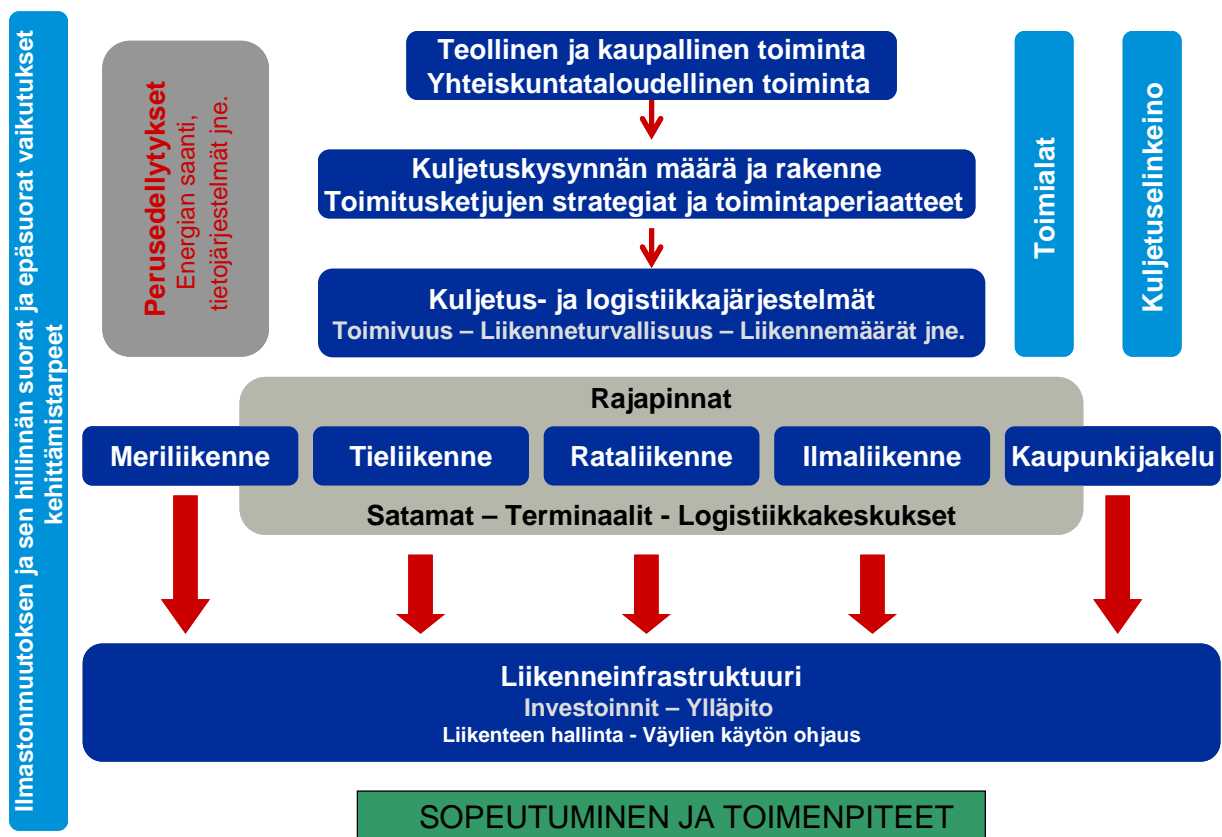 Ilmastonmuutoksen ja sen hillinnän suorat ja epäsuorat vaikutukset
kehittämistarpeet
Perusedellytykset
Energian saanti,
tietojärjestelmät jne.
Teollinen ja kaupallinen toiminta
Yhteiskuntataloudellinen toiminta
Kuljetuskysynnän määrä ja rakenne
Toimitusketjujen strategiat ja toimintaperiaatteet
Kuljetus- ja logistiikkajärjestelmät
Toimivuus – Liikenneturvallisuus – Liikennemäärät jne.
Toimialat
Kuljetuselinkeino
Rajapinnat
Meriliikenne
Tieliikenne
Rataliikenne
Ilmaliikenne
Kaupunkijakelu
Satamat – Terminaalit - Logistiikkakeskukset
Liikenneinfrastruktuuri
Investoinnit – Ylläpito
Liikenteen hallinta - Väylien käytön ohjaus
SOPEUTUMINEN JA TOIMENPITEET